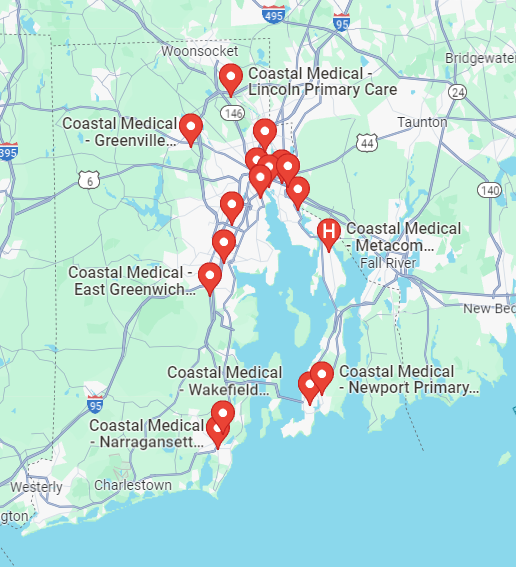 495
95
Woonsocket
Bridgewater
Coastal Medical -
Lincoln Primary Care
24
146
Coastal Medical
- Greenville...
Taunton
44
395
6
140
H
Coastal Medical
- Metacom...
Fall River
Coastal Medical -
East Greenwich...
New Bed
Coastal Medical
- Wakefield...
Coastal Medical
- Newport Primary...
95
Coastal Medical
- Narragansett...
Westerly
Charlestown
gton